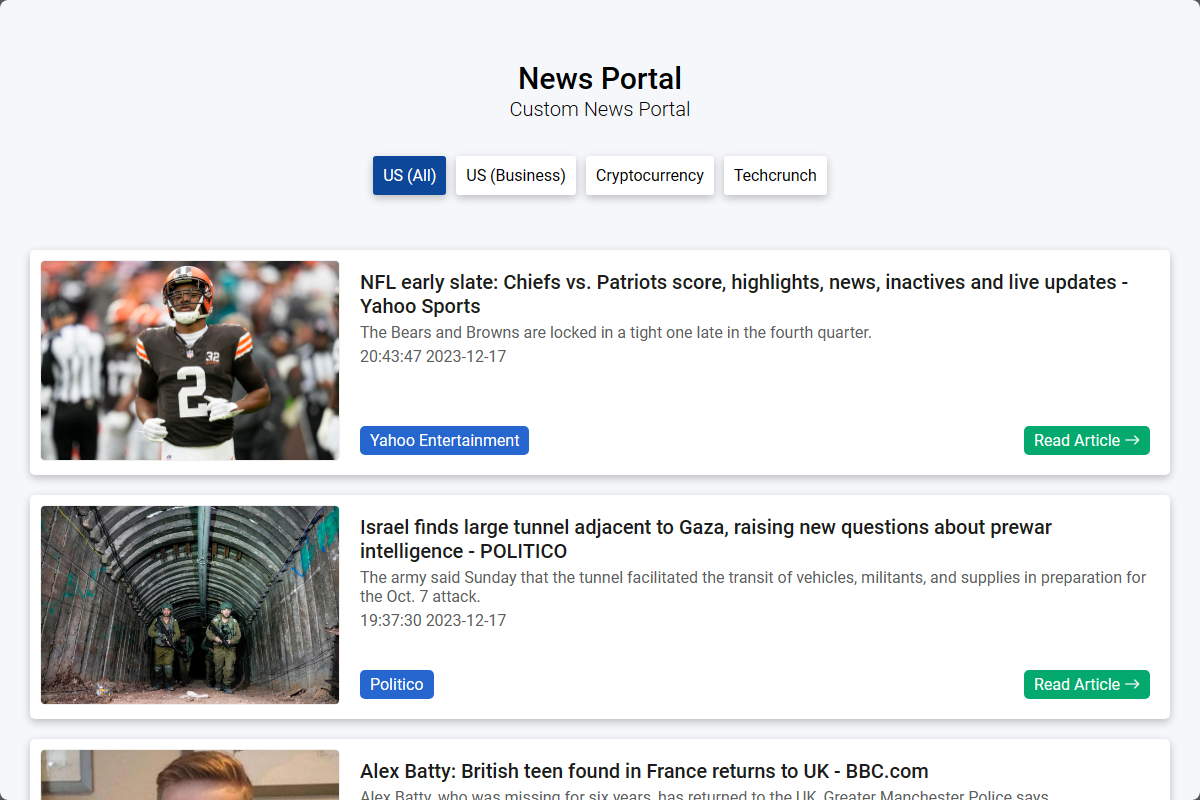 News Portal
Custom News Portal
US (All)
US (Business)
Cryptocurrency
Techcrunch
NFL early slate: Chiefs vs. Patriots score, highlights, news, inactives and live updates -
Yahoo Sports
The Bears and Browns are locked in a tight one late in the fourth quarter.
20:43:47 2023-12-17
32
2
Yahoo Entertainment
Read Article →
Israel finds large tunnel adjacent to Gaza, raising new questions about prewar
intelligence - POLITICO
The army said Sunday that the tunnel facilitated the transit of vehicles, militants, and supplies in preparation for
the Oct. 7 attack.
19:37:30 2023-12-17
Politico
Read Article →
Alex Batty: British teen found in France returns to UK - BBC.com
Alex Batty, who was missing for six years, has returned to the UK, Greater Manchester Police says.